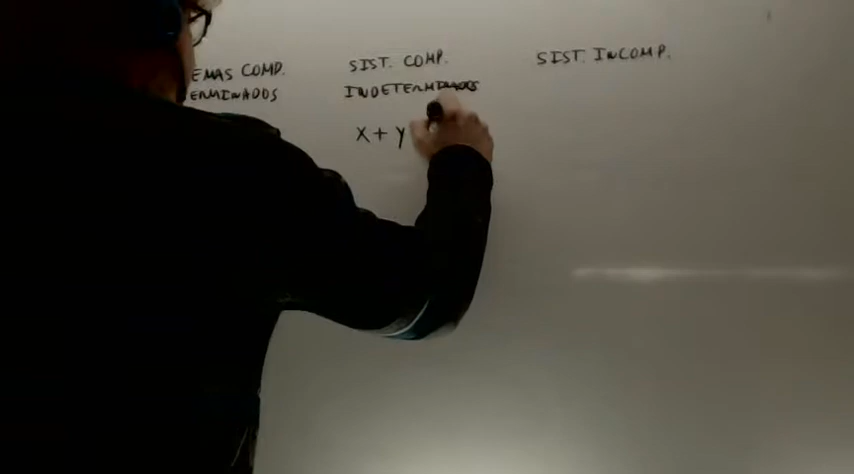 EMAS COMP.
ERMINADOS
SIST. COMP.
INDETERMINADOS
X + Y
SIST. INCOMP.